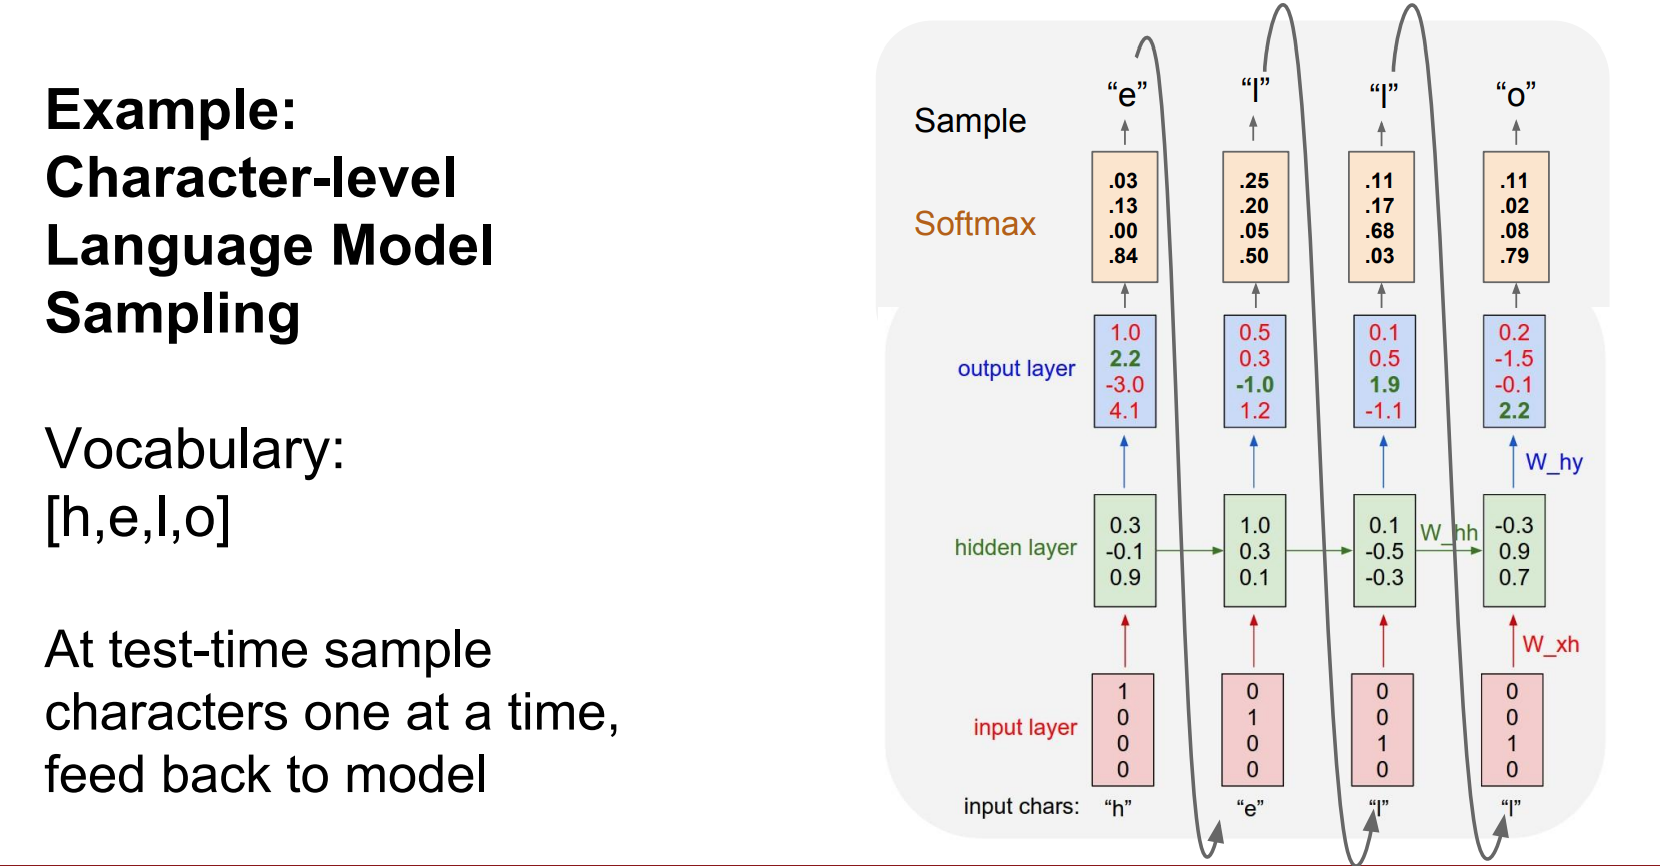 Example:
Character-level
Language Model
Sampling
Vocabulary:
[h,e,l,o]
At test-time sample
characters one at a time,
feed back to model
Sample
“e” “l” “l” “o”
Softmax
.03 .25 .11 .11
.13 .20 .17 .02
.00 .05 .68 .08
.84 .50 .03 .79
output layer
1.0 0.5 0.1 0.2
2.2 0.3 0.5 -1.5
-3.0 -1.0 1.9 -0.1
4.1 1.2 -1.1 2.2
W_hy
hidden layer
0.3 1.0 0.1 -0.3
-0.1 0.3 -0.5 0.9
0.9 0.1 -0.3 0.7
W_hh
W_xh
input layer
1 0 0 0
0 1 0 0
0 0 1 1
0 0 0 0
input chars: “h” “e” “l” “l”